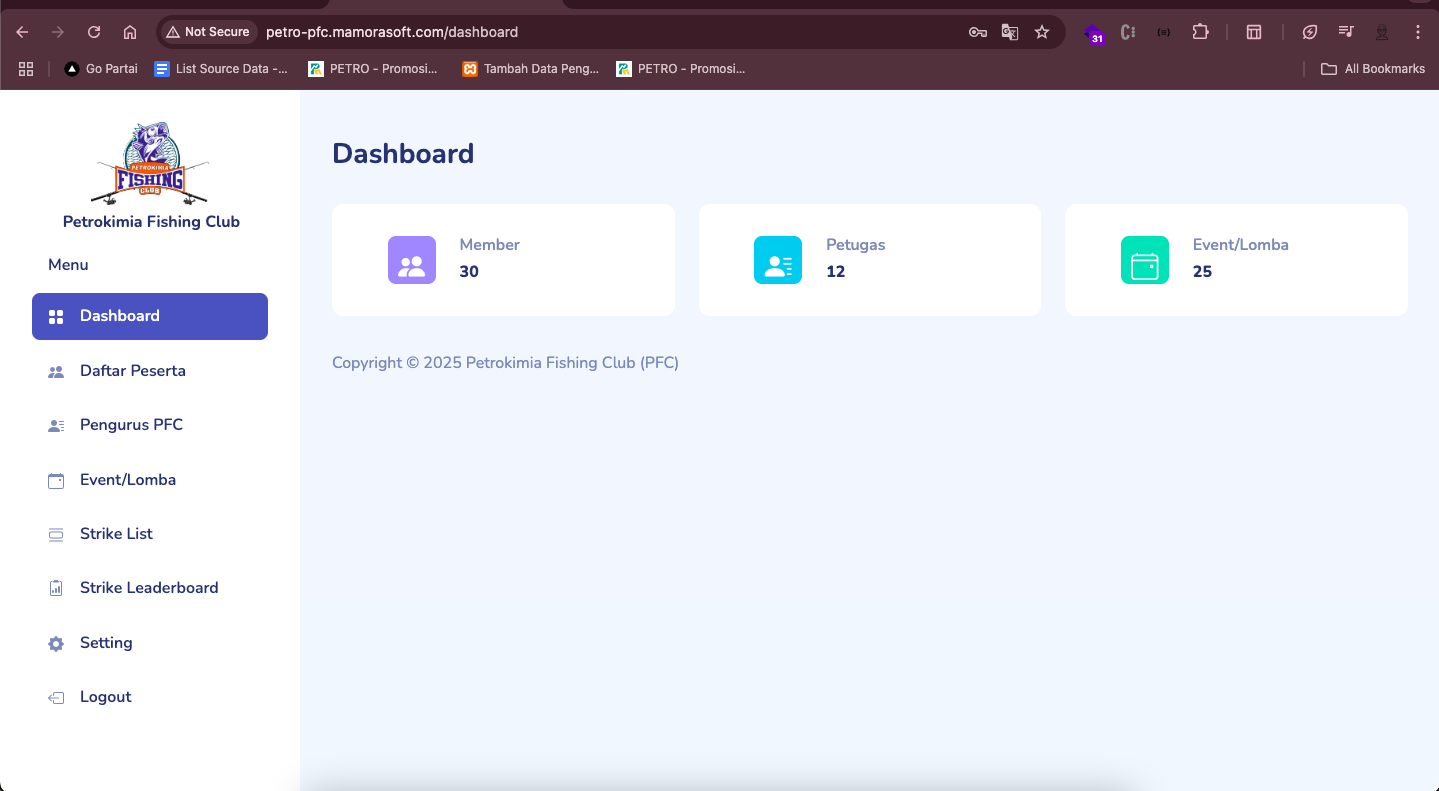 Not Secure petro-pfc.mamorasoft.com/dashboard
31
Go Partai List Source Data -... PETRO - Promosi... Tambah Data Peng... PETRO - Promosi... All Bookmarks
PETROKIMIA
FISHING
CLUB
Petrokimia Fishing Club
Menu
Dashboard
Daftar Peserta
Pengurus PFC
Event/Lomba
Strike List
Strike Leaderboard
Setting
Logout
Dashboard
Member
30
Petugas
12
Event/Lomba
25
Copyright © 2025 Petrokimia Fishing Club (PFC)